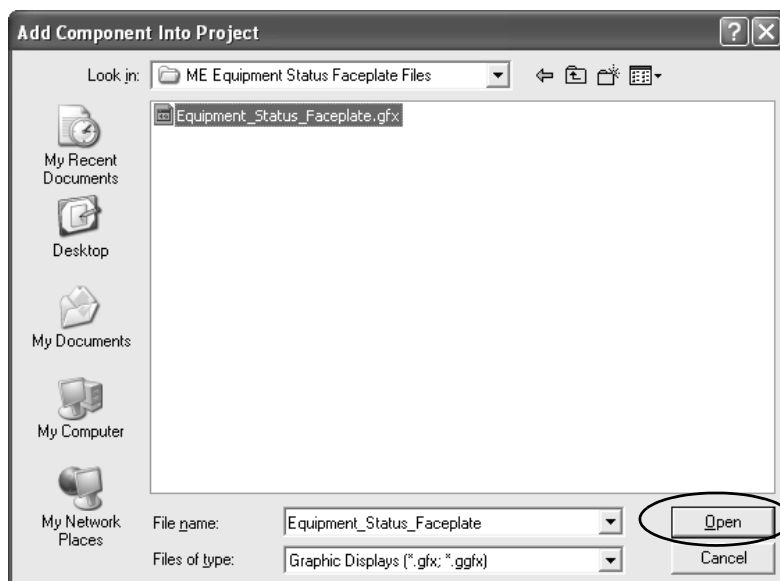 Add Component Into Project
Look in: ME Equipment Status Faceplate Files
Equipment_Status_Faceplate.gfx
My Recent
Documents
Desktop
My Documents
My Computer
My Network
Places
File name: Equipment_Status_Faceplate Open
Files of type: Graphic Displays (*.gfx; *.ggfx) Cancel